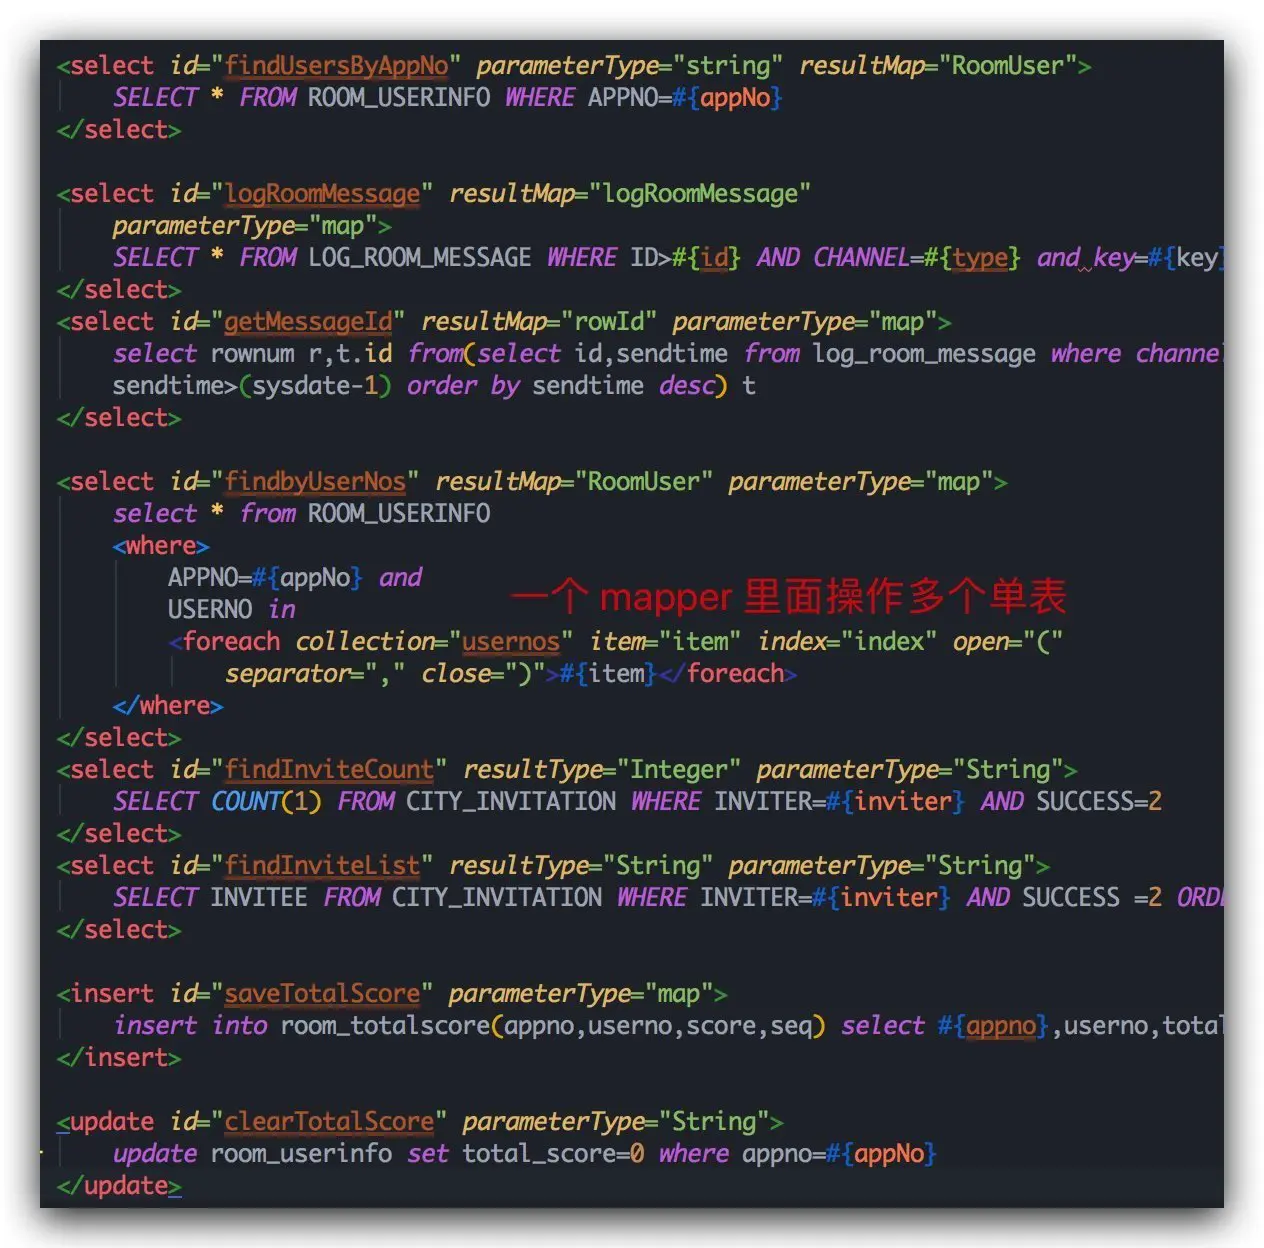 <select id="findUsersByAppNo" parameterType="string" resultMap="RoomUser">
SELECT * FROM ROOM_USERINFO WHERE APPNO=#{appNo}
</select>
<select id="logRoomMessage" resultMap="logRoomMessage"
parameterType="map">
SELECT * FROM LOG_ROOM_MESSAGE WHERE ID>#{id} AND CHANNEL=#{type} and key=#{key}
</select>
<select id="getMessageId" resultMap="rowId" parameterType="map">
select rownum r,t.id from(select id,sendtime from log_room_message where channel
sendtime>(sysdate-1) order by sendtime desc) t
</select>
<select id="findbyUserNos" resultMap="RoomUser" parameterType="map">
select * from ROOM_USERINFO
<where>
APPNO=#{appNo} and
一个 mapper 里面操作多个单表
USERNO in
<foreach collection="usernos" item="item" index="index" open="("
separator="," close=")">#{item}</foreach>
</where>
</select>
<select id="findInviteCount" resultType="Integer" parameterType="String">
SELECT COUNT(1) FROM CITY_INVITATION WHERE INVITER=#{inviter} AND SUCCESS=2
</select>
<select id="findInviteList" resultType="String" parameterType="String">
SELECT INVITEE FROM CITY_INVITATION WHERE INVITER=#{inviter} AND SUCCESS =2 ORDE
</select>
<insert id="saveTotalScore" parameterType="map">
insert into room_totalscore(appno,userno,score,seq) select #{appno},userno,total
</insert>
<update id="clearTotalScore" parameterType="String">
update room_userinfo set total_score=0 where appno=#{appNo}
</update>